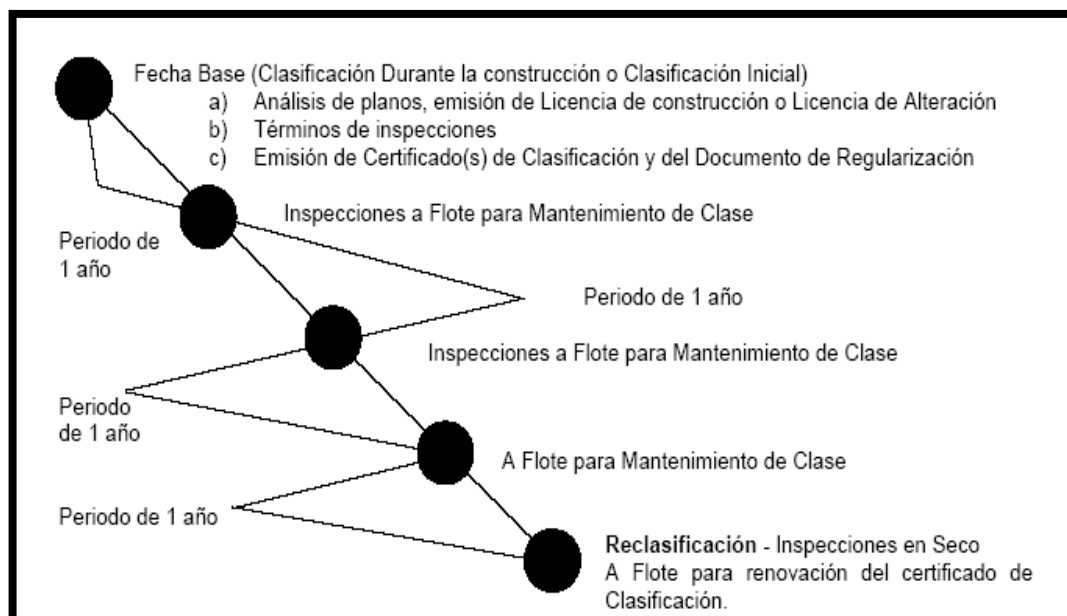 Fecha Base (Clasificación Durante la construcción o Clasificación Inicial)
a) Análisis de planos, emisión de Licencia de construcción o Licencia de Alteración
b) Términos de inspecciones
c) Emisión de Certificado(s) de Clasificación y del Documento de Regularización
Inspecciones a Flote para Mantenimiento de Clase
Periodo de
1 año
Periodo de 1 año
Inspecciones a Flote para Mantenimiento de Clase
Periodo
de 1 año
A Flote para Mantenimiento de Clase
Periodo de 1 año
Reclasificación - Inspecciones en Seco
A Flote para renovación del certificado de
Clasificación.